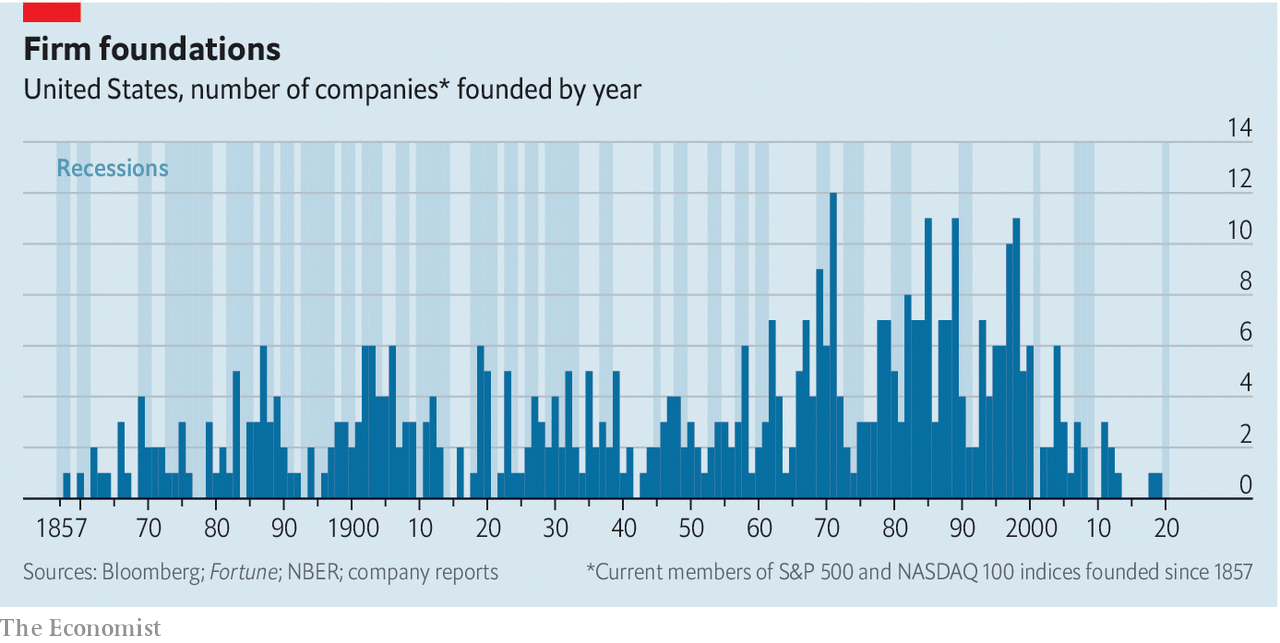 Firm foundations
United States, number of companies* founded by year
14
Recessions
12
10
8
6
4
2
0
1857 70 80 90 1900 10 20 30 40 50 60 70 80 90 2000 10 20
Sources: Bloomberg; Fortune; NBER; company reports
*Current members of S&P 500 and NASDAQ 100 indices founded since 1857
The Economist